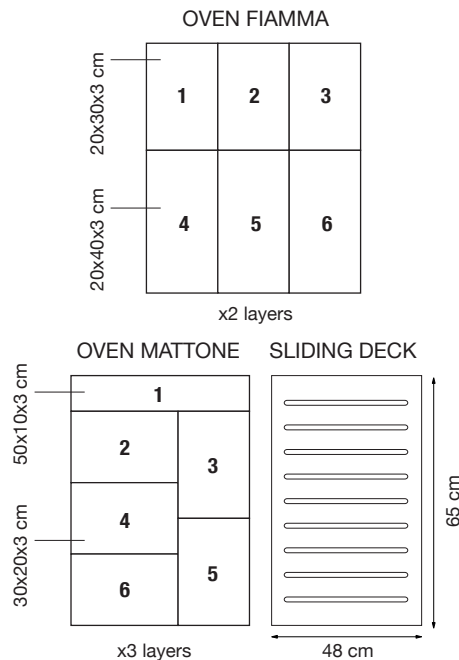 OVEN FIAMMA
20x30x3 cm
1 2 3
20x40x3 cm
4 5 6
x2 layers
OVEN MATTONE
50x10x3 cm
1
2
3
4
30x20x3 cm
5
6
x3 layers
SLIDING DECK
65 cm
48 cm